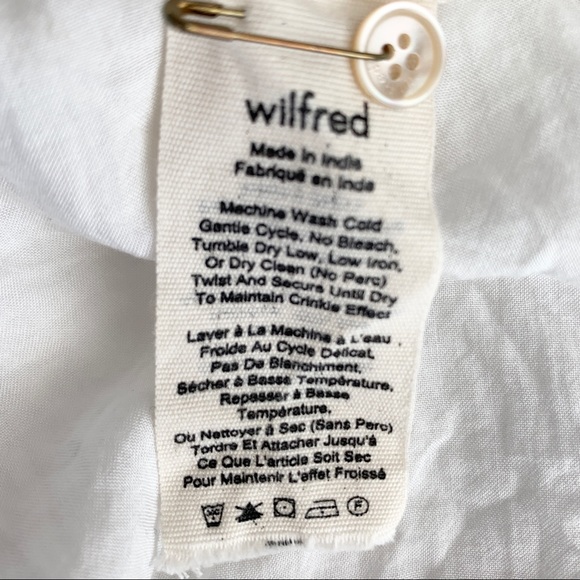 wilfred
Made in India
Fabriqué en Inde
Machine Wash Cold
Gentle Cycle, No Bleach,
Tumble Dry Low, Low Iron,
Or Dry Clean (No Perc)
Twist And Secure Until Dry
To Maintain Crinkle Effect
Laver à La Machine à L'eau
Froide Au Cycle Délicat,
Pas De Blanchiment,
Sécher à Basse Température,
Repasser à Basse
Température,
Ou Nettoyer à Sec (Sans Perc)
Tordre Et Attacher Jusqu'à
Ce Que L'article Soit Sec
Pour Maintenir L'effet Froissé
F